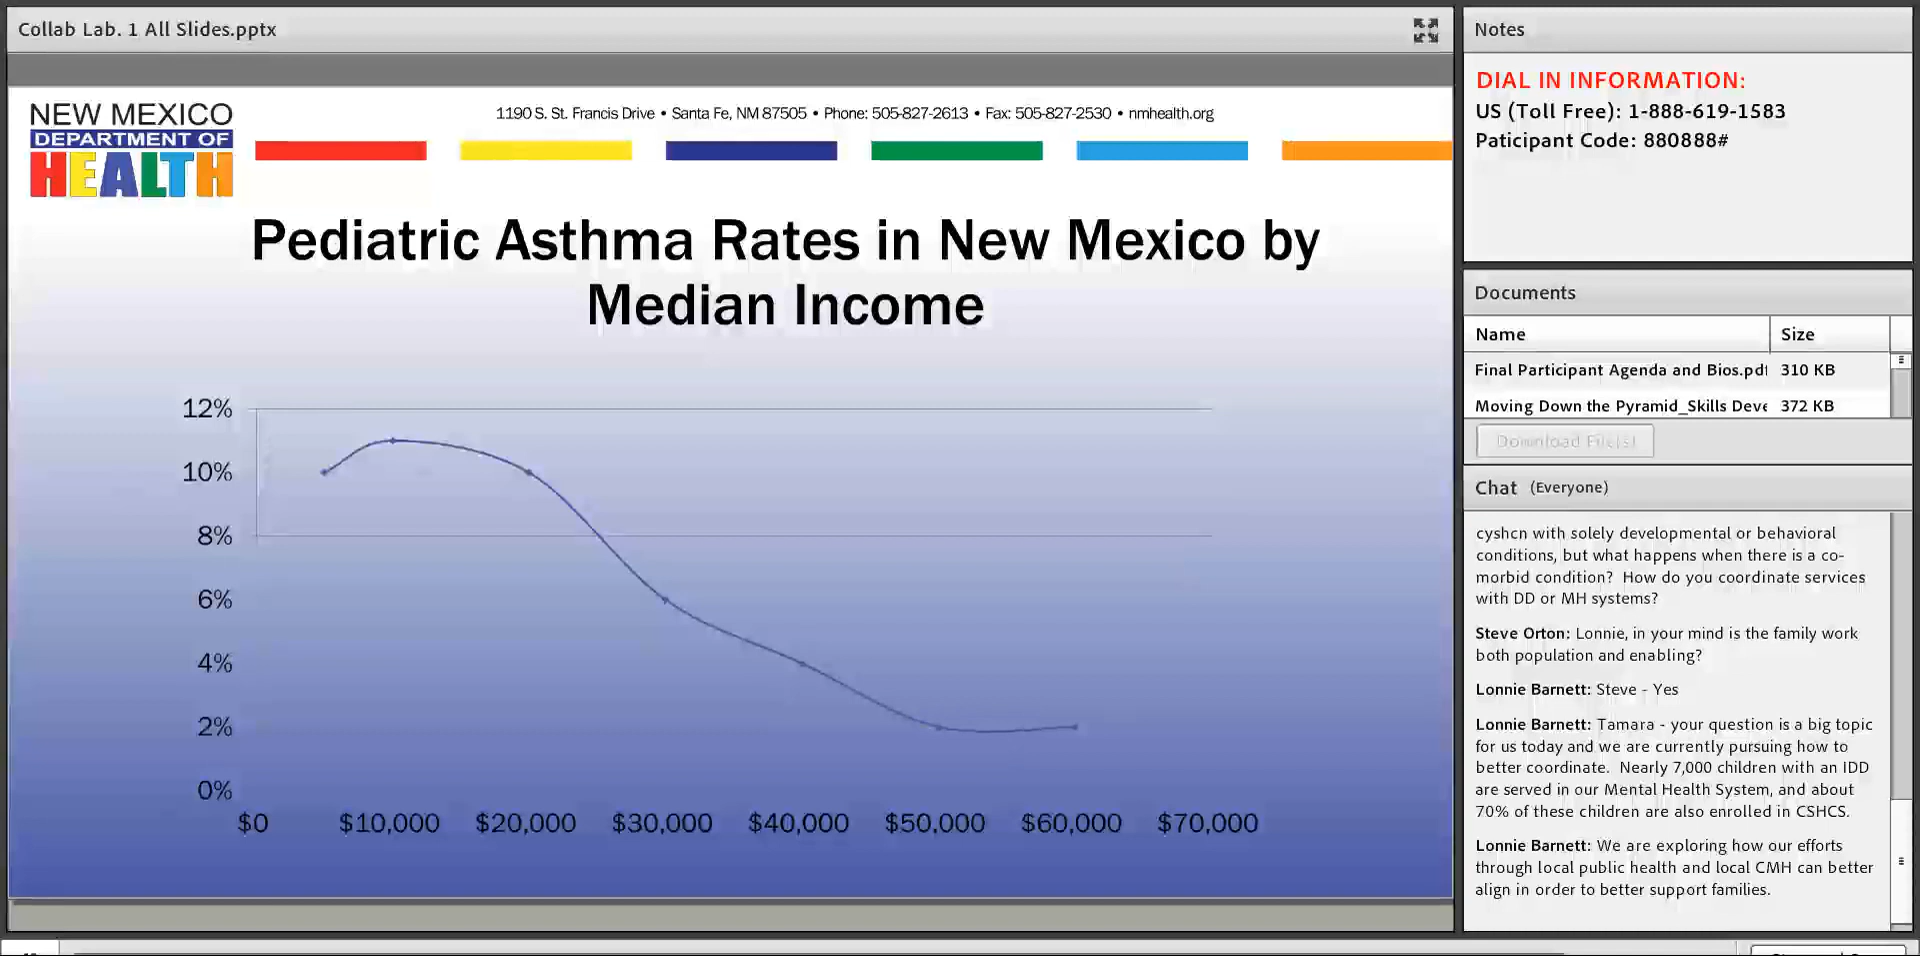 Collab Lab. 1 All Slides.pptx
NEW MEXICO
DEPARTMENT OF
HEALTH
1190 S. St. Francis Drive • Santa Fe, NM 87505 • Phone: 505-827-2613 • Fax: 505-827-2530 • nmhealth.org
Pediatric Asthma Rates in New Mexico by
Median Income
12%
10%
8%
6%
4%
2%
0%
$0 $10,000 $20,000 $30,000 $40,000 $50,000 $60,000 $70,000
Notes
DIAL IN INFORMATION:
US (Toll Free): 1-888-619-1583
Paticipant Code: 880888#
Documents
Name Size
Final Participant Agenda and Bios.pdf 310 KB
Moving Down the Pyramid_Skills Deve 372 KB
Download File(s)
Chat (Everyone)
cyshcn with solely developmental or behavioral
conditions, but what happens when there is a co-
morbid condition? How do you coordinate services
with DD or MH systems?
Steve Orton: Lonnie, in your mind is the family work
both population and enabling?
Lonnie Barnett: Steve - Yes
Lonnie Barnett: Tamara - your question is a big topic
for us today and we are currently pursuing how to
better coordinate. Nearly 7,000 children with an IDD
are served in our Mental Health System, and about
70% of these children are also enrolled in CSHCS.
Lonnie Barnett: We are exploring how our efforts
through local public health and local CMH can better
align in order to better support families.